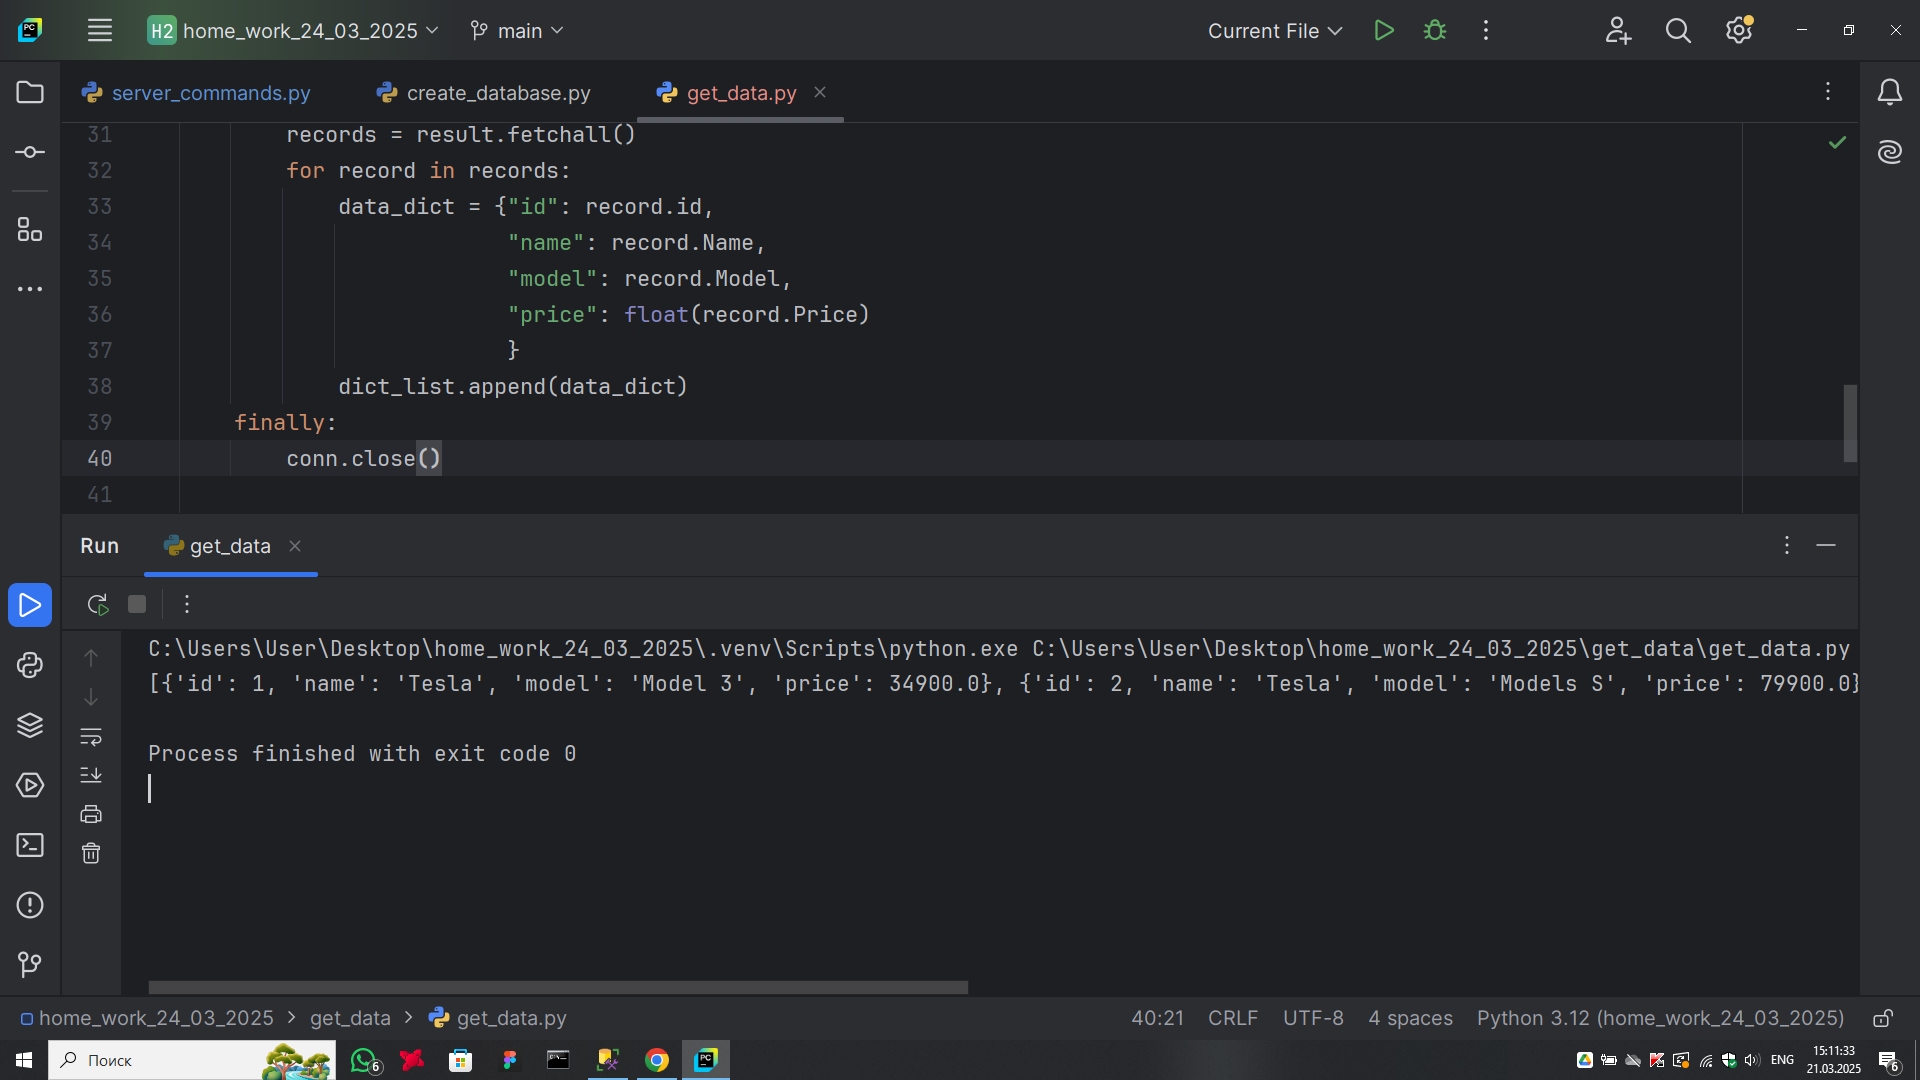 PC
H2 home_work_24_03_2025 main Current File
server_commands.py create_database.py get_data.py
31 records = result.fetchall()
32 for record in records:
33 data_dict = {"id": record.id,
34 "name": record.Name,
35 "model": record.Model,
36 "price": float(record.Price)
37 }
38 dict_list.append(data_dict)
39 finally:
40 conn.close()
41
Run get_data
C:\Users\User\Desktop\home_work_24_03_2025\.venv\Scripts\python.exe C:\Users\User\Desktop\home_work_24_03_2025\get_data\get_data.py
[{'id': 1, 'name': 'Tesla', 'model': 'Model 3', 'price': 34900.0}, {'id': 2, 'name': 'Tesla', 'model': 'Models S', 'price': 79900.0}
Process finished with exit code 0
home_work_24_03_2025 > get_data > get_data.py 40:21 CRLF UTF-8 4 spaces Python 3.12 (home_work_24_03_2025)
Поиск 6 PC ENG 15:11:33 6
21.03.2025